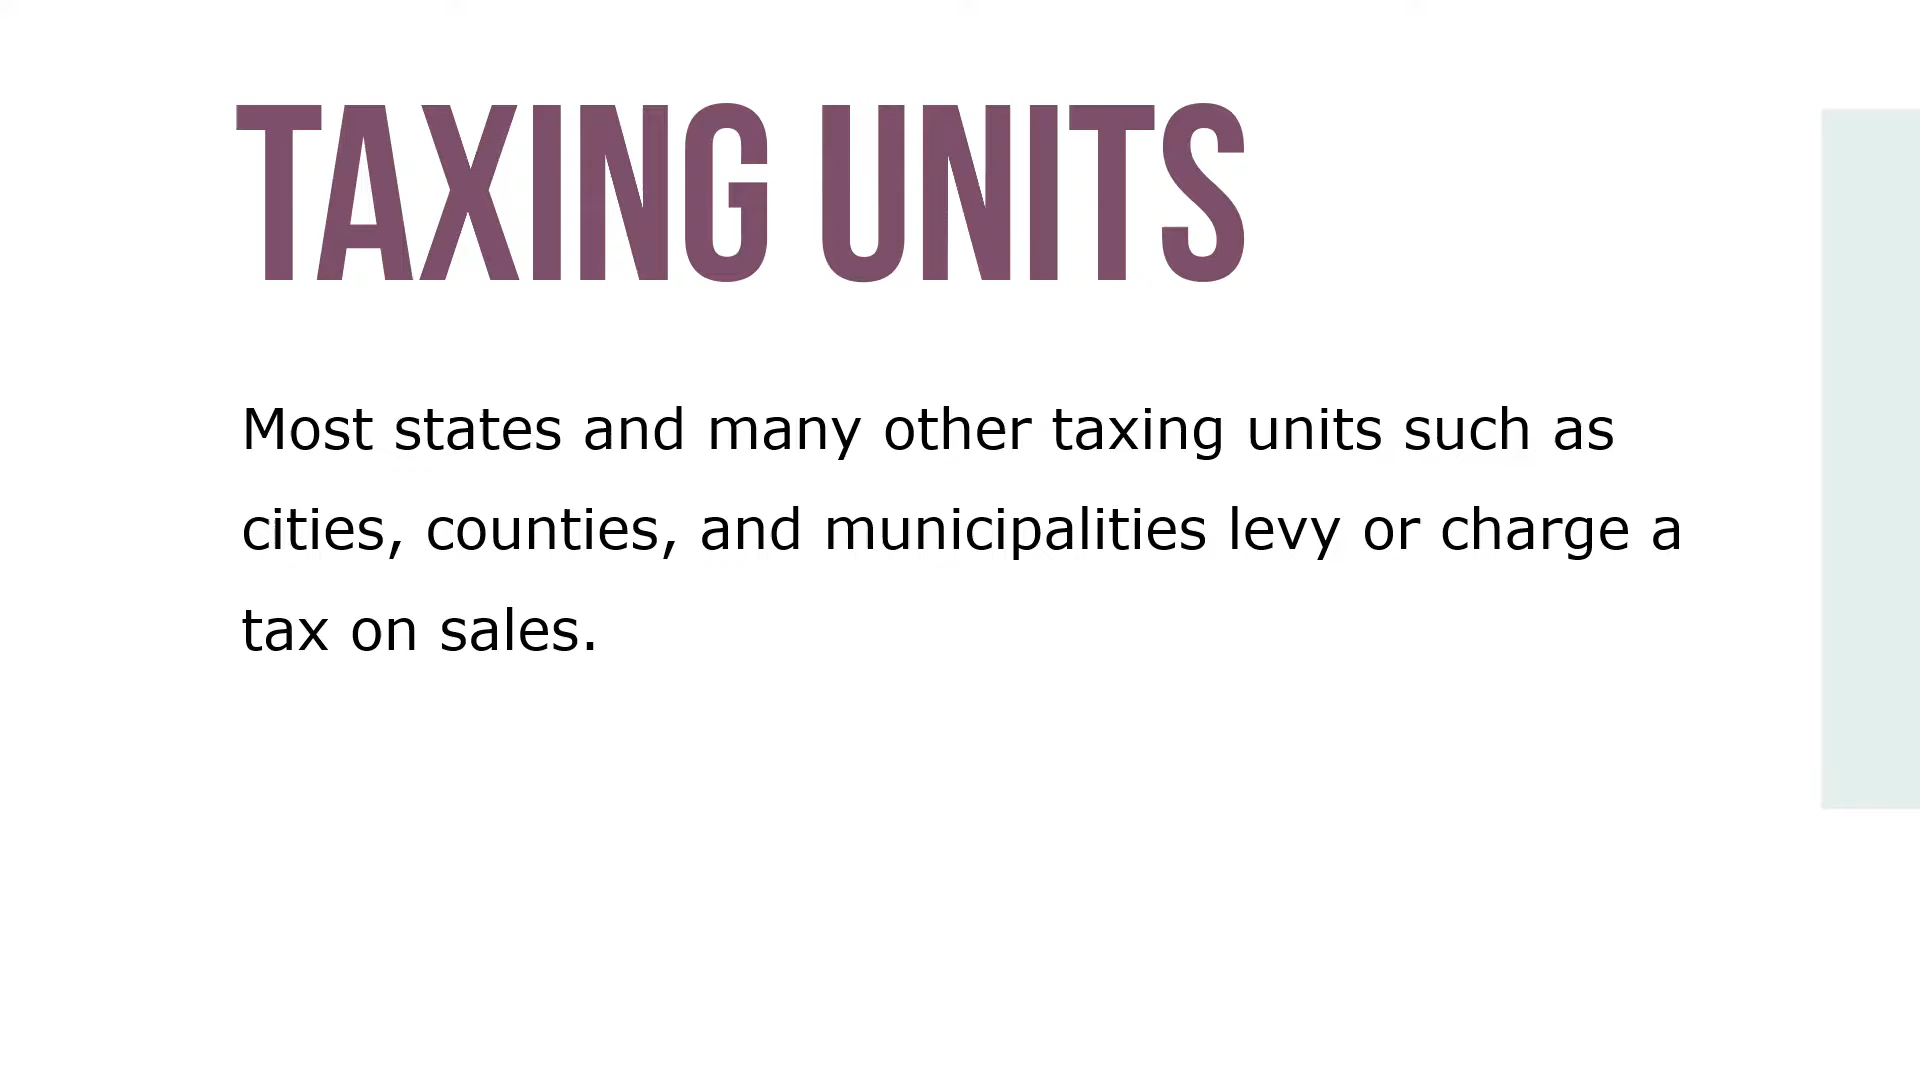 TAXING UNITS
Most states and many other taxing units such as
cities, counties, and municipalities levy or charge a
tax on sales.